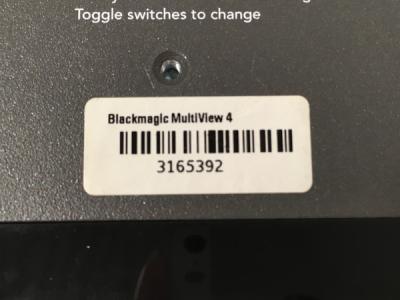 Toggle switches to change
Blackmagic MultiView 4
3165392